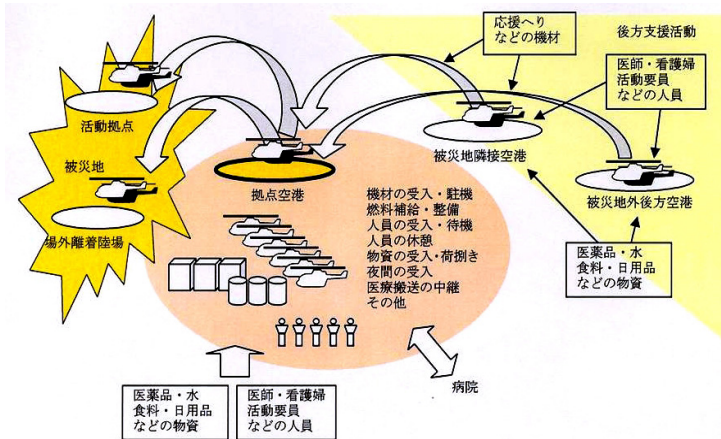 応援へり
などの機材
後方支援活動
医師・看護婦
活動要員
などの人員
活動拠点
被災地
場外離着陸場
拠点空港
被災地隣接空港
被災地外後方空港
機材の受入・駐機
燃料補給・整備
人員の受入・待機
人員の休憩
物資の受入・荷捌き
夜間の受入
医療搬送の中継
その他
医薬品・水
食料・日用品
などの物資
病院
医薬品・水
食料・日用品
などの物資
医師・看護婦
活動要員
などの人員